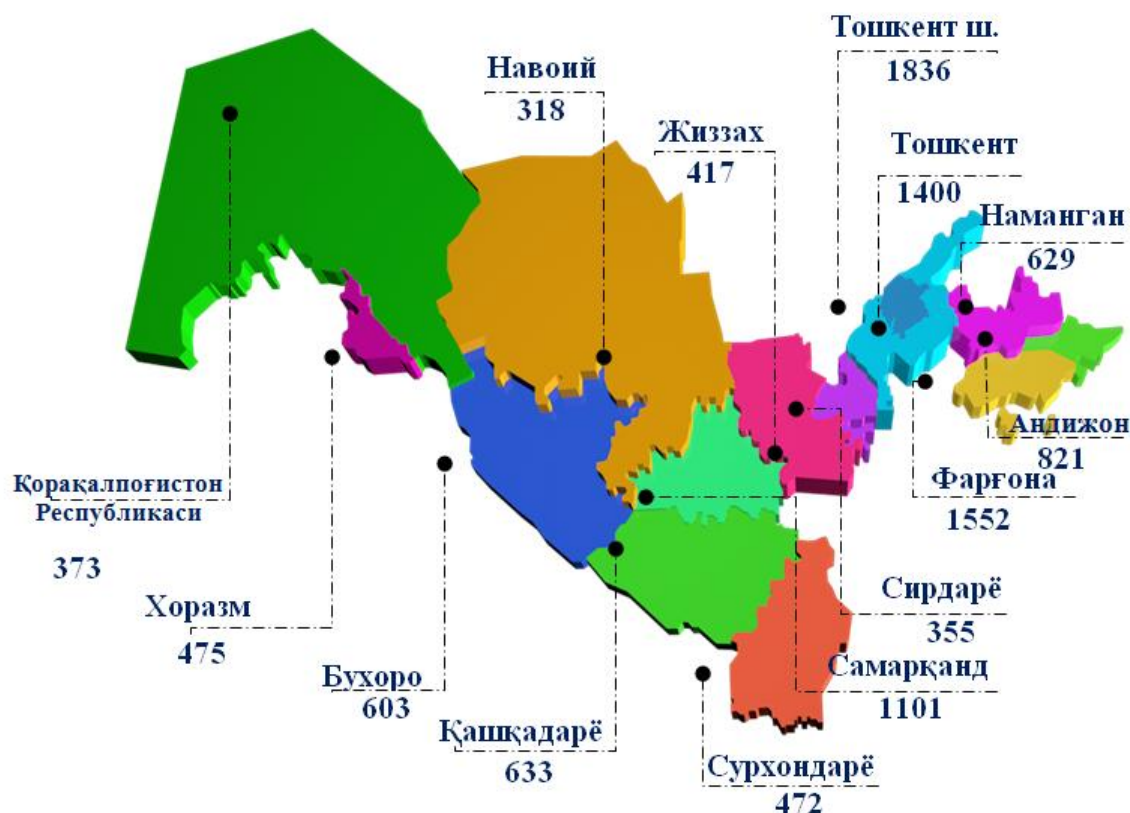 Тошкент ш.
1836
Навоий
318
Жиззах
417
Тошкент
1400
Наманган
629
Андижон
821
Фарғона
1552
Қорақалпоғистон
Республикаси
373
Хоразм
475
Сирдарё
355
Бухоро
603
Самарқанд
1101
Қашқадарё
633
Сурхондарё
472